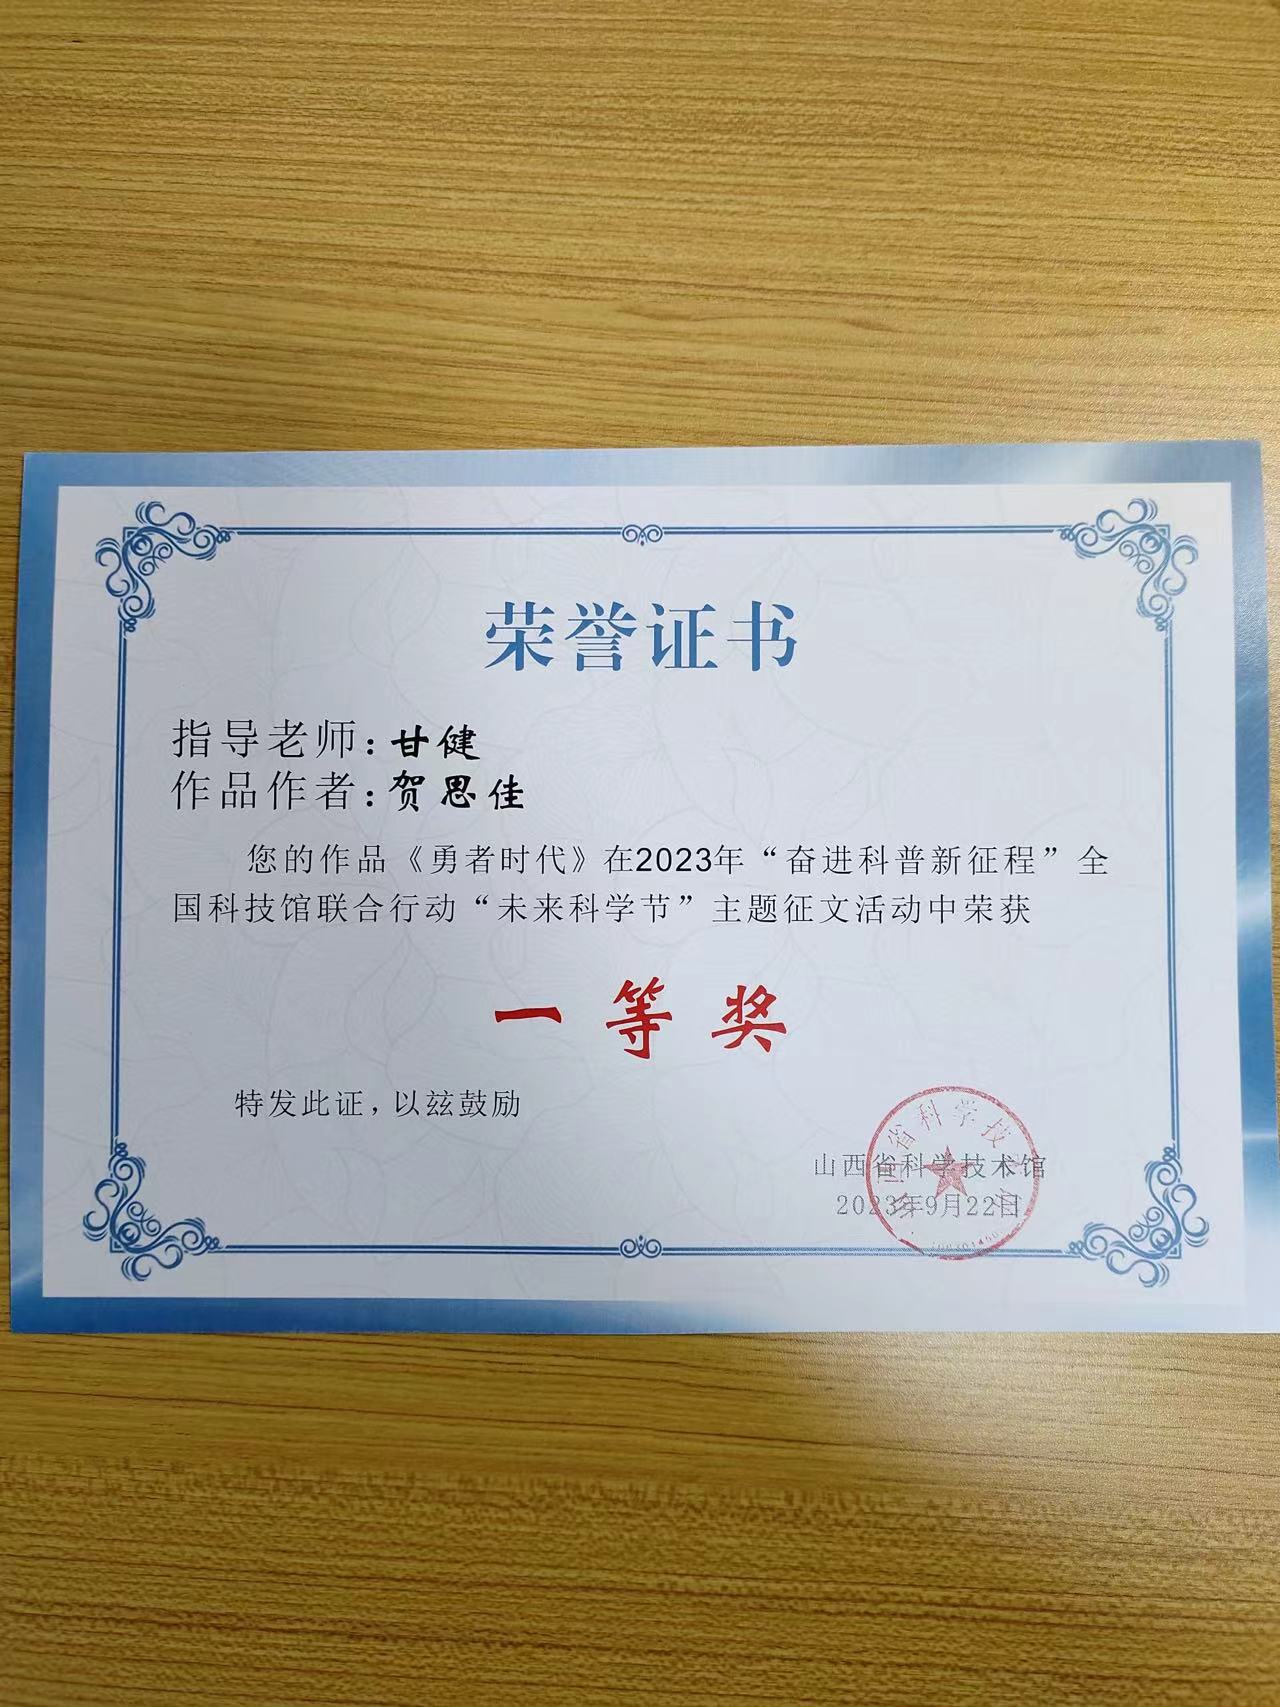 荣誉证书
指导老师：甘健
作品作者：贺思佳
您的作品《勇者时代》在2023年“奋进科普新征程”全
国科技馆联合行动“未来科学节”主题征文活动中荣获
一等奖
特发此证，以兹鼓励
山西省科学技术馆
2023年9月22日